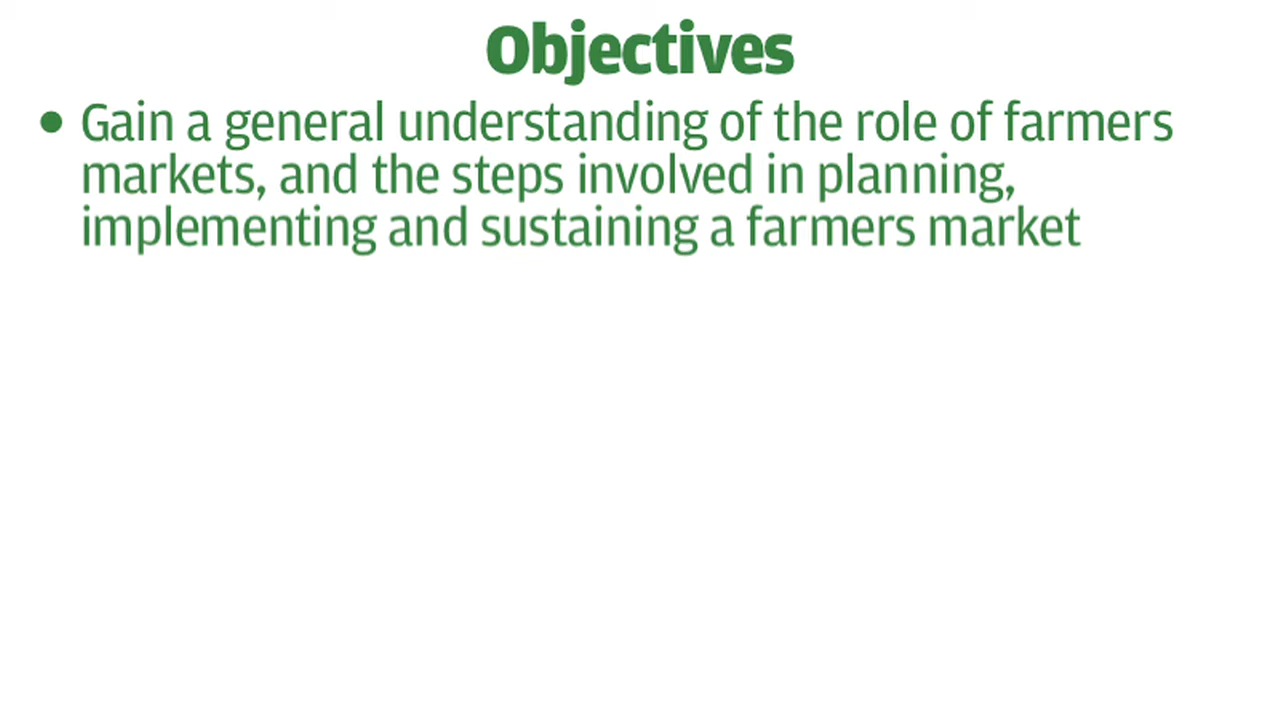 Objectives
• Gain a general understanding of the role of farmers
markets, and the steps involved in planning,
implementing and sustaining a farmers market